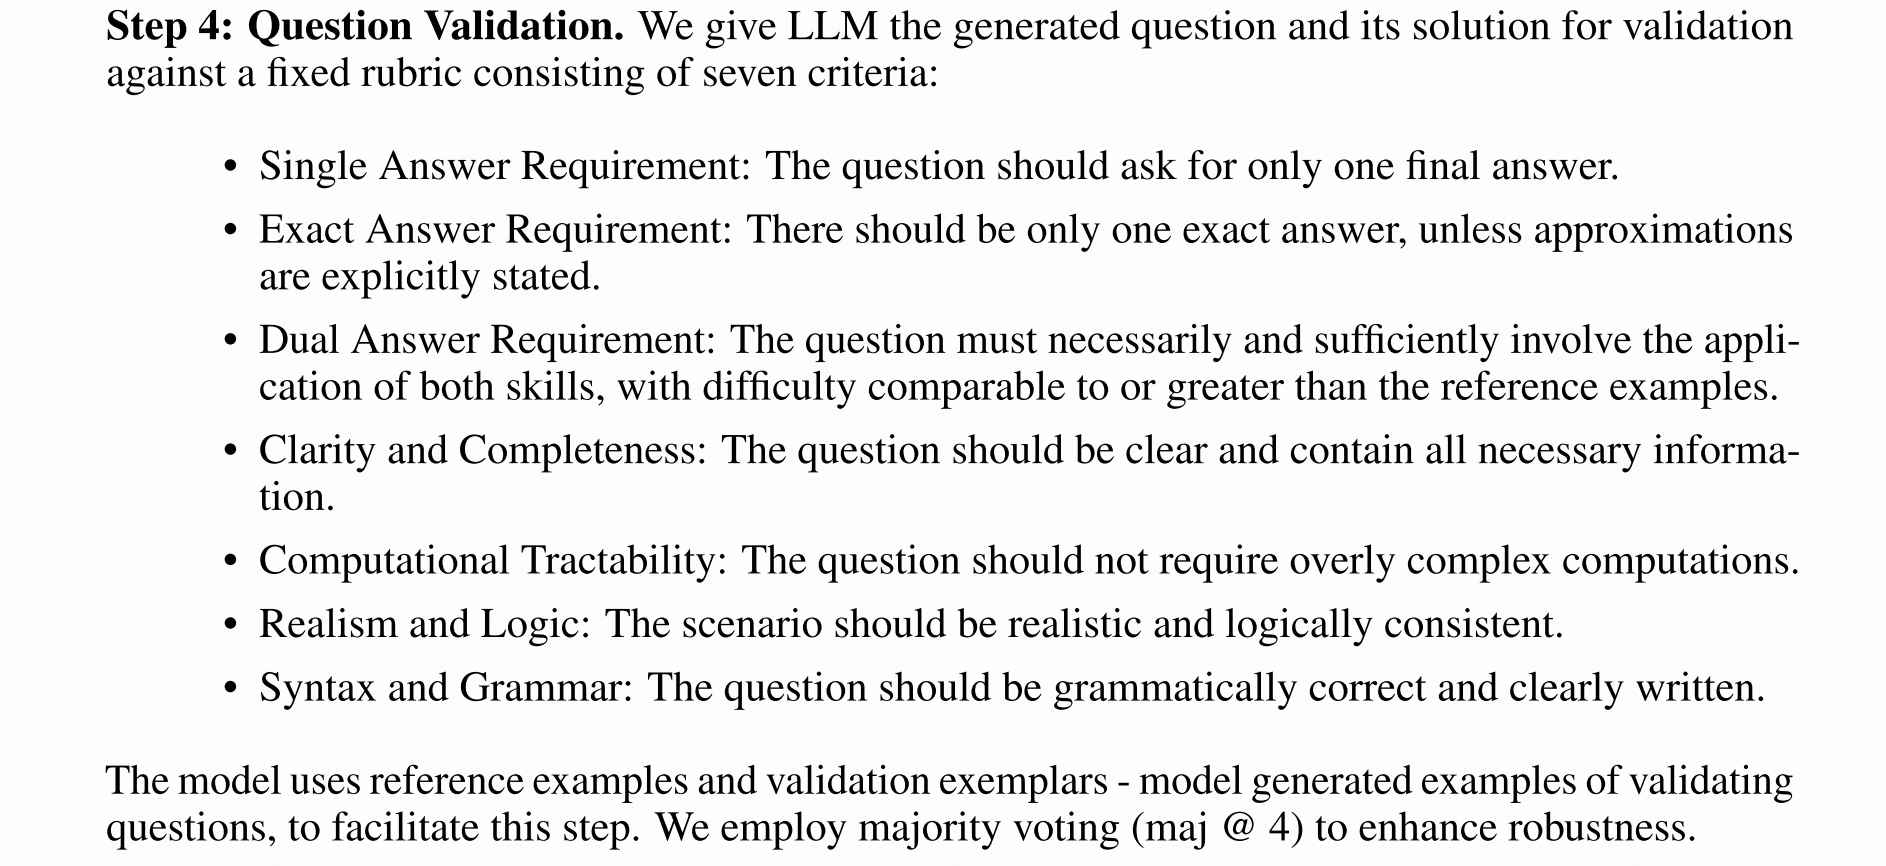 Step 4: Question Validation. We give LLM the generated question and its solution for validation
against a fixed rubric consisting of seven criteria:
• Single Answer Requirement: The question should ask for only one final answer.
• Exact Answer Requirement: There should be only one exact answer, unless approximations
are explicitly stated.
• Dual Answer Requirement: The question must necessarily and sufficiently involve the appli-
cation of both skills, with difficulty comparable to or greater than the reference examples.
• Clarity and Completeness: The question should be clear and contain all necessary informa-
tion.
• Computational Tractability: The question should not require overly complex computations.
• Realism and Logic: The scenario should be realistic and logically consistent.
• Syntax and Grammar: The question should be grammatically correct and clearly written.
The model uses reference examples and validation exemplars - model generated examples of validating
questions, to facilitate this step. We employ majority voting (maj @ 4) to enhance robustness.